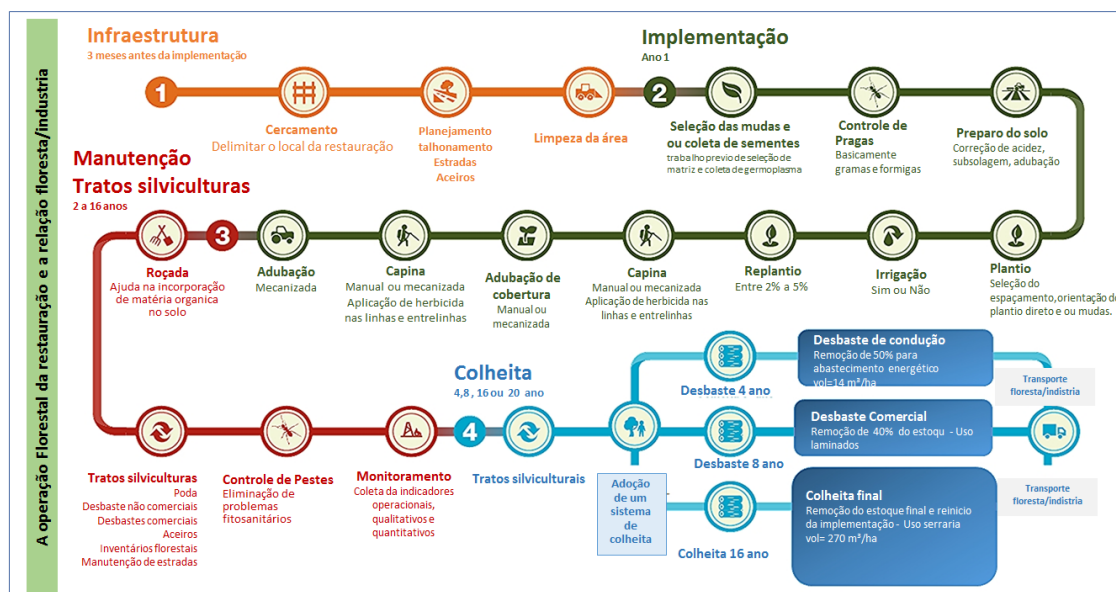 A operação Florestal da restauração e a relação floresta/industria
Infraestrutura
3 meses antes da implementação
Implementação
Ano 1
1
2
Cercamento
Delimitar o local da restauração
Planejamento
talhonamento
Estradas
Aceiros
Limpeza da área
Seleção das mudas e
ou coleta de sementes
trabalho previo de seleção de
matriz e coleta de germoplasma
Controle de
Pragas
Basicamente
gramas e formigas
Preparo do solo
Correção de acidez,
subsolagem, adubação
Manutenção
Tratos silviculturas
2 a 16 anos
3
Roçada
Ajuda na incorporação
de matéria organica
no solo
Adubação
Mecanizada
Capina
Manual ou mecanizada
Aplicação de herbicida
nas linhas e entrelinhas
Adubação de
cobertura
Manual ou
mecanizada
Capina
Manual ou mecanizada
Aplicação de herbicida nas
linhas e entrelinhas
Replantio
Entre 2% a 5%
Irrigação
Sim ou Não
Plantio
Seleção do
espaçamento,orientação do
plantio direto e ou mudas.
Colheita
4,8, 16 ou 20 ano
4
Tratos silviculturas
Poda
Desbaste não comerciais
Desbastes comerciais
Aceiros
Inventários florestais
Manutenção de estradas
Controle de Pestes
Eliminação de
problemas
fitosanitários
Monitoramento
Coleta da indicadores
operacionais,
qualitativos e
quantitativos
Tratos silviculturais
Adoção
de um
sistema
de
colheita
Desbaste 4 ano
Desbaste de condução
Remoção de 50% para
abastecimento energético
vol=14 m³/ha
Transporte
floresta/indistria
Desbaste 8 ano
Desbaste Comercial
Remoção de 40% do estoqu - Uso
laminados
Colheita 16 ano
Colheita final
Remoção do estoque final e reinicio
da implementação - Uso serraria
vol= 270 m³/ha
Transporte
floresta/indistria